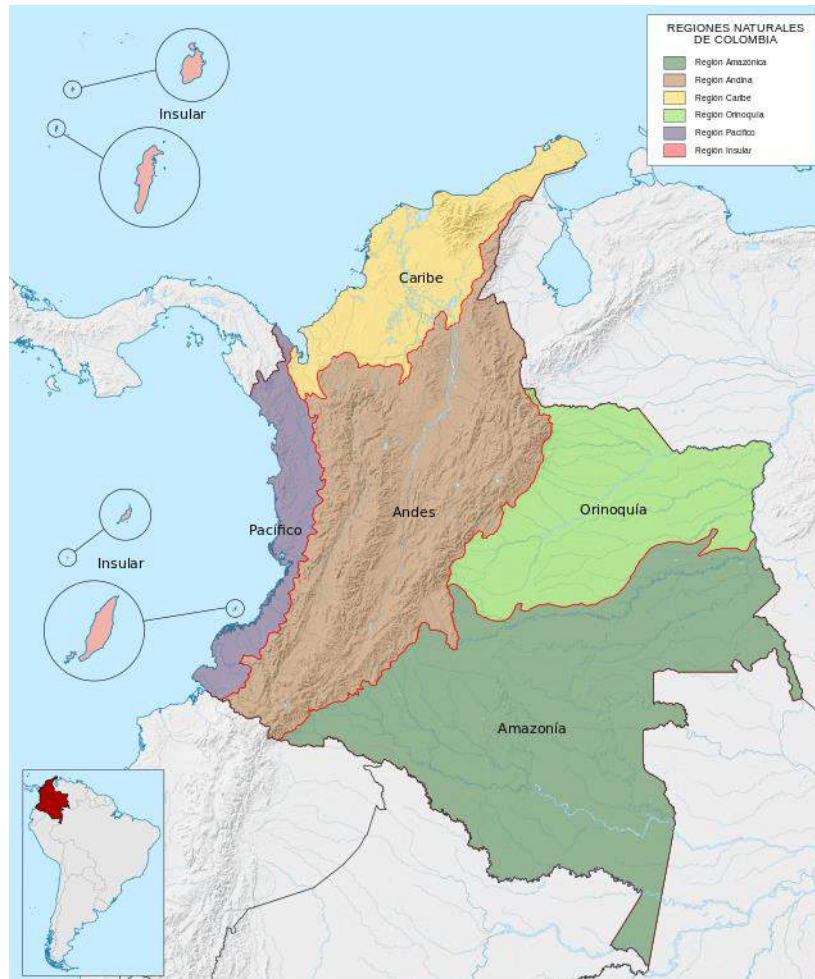 REGIONES NATURALES
DE COLOMBIA
Región Amazónica
Región Andina
Región Caribe
Región Orinoquía
Región Pacífico
Región Insular
Insular
Caribe
Andes
Orinoquía
Pacífico
Insular
Amazonía